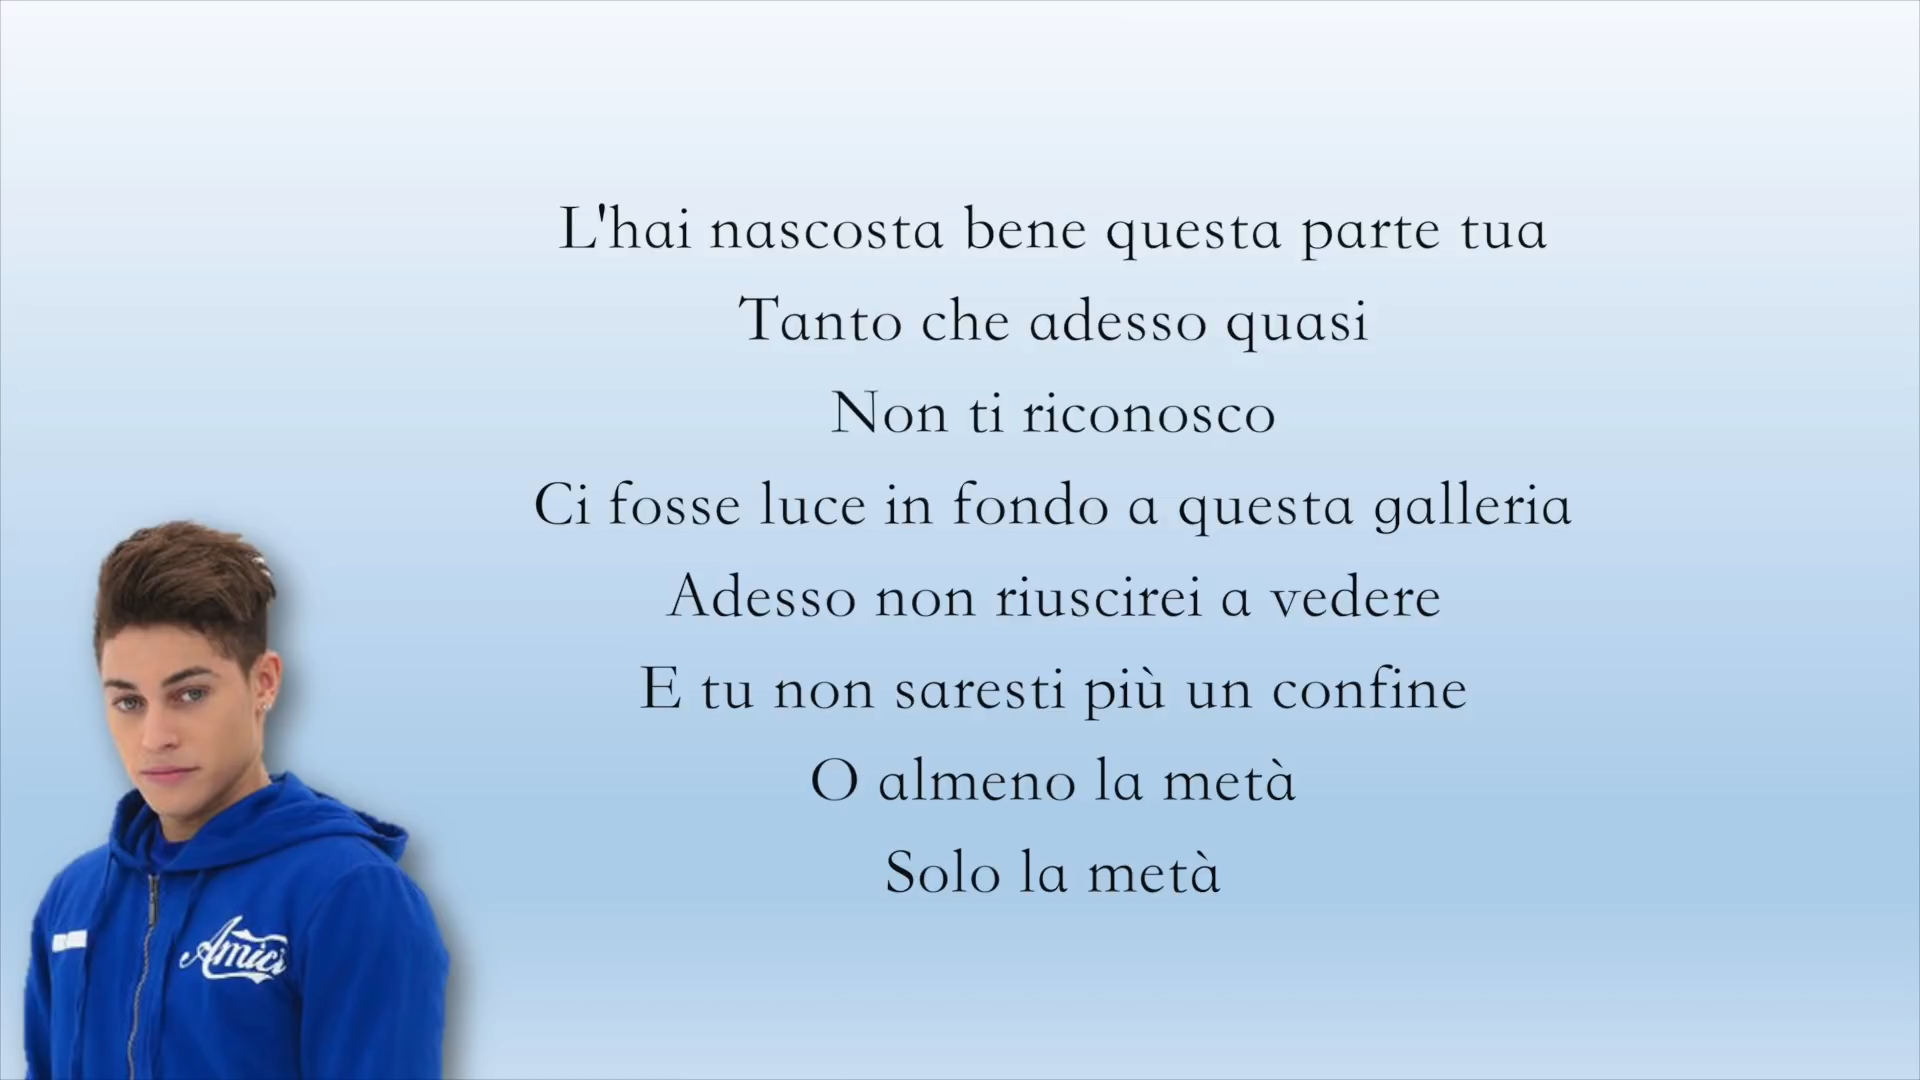 L'hai nascosta bene questa parte tua
Tanto che adesso quasi
Non ti riconosco
Ci fosse luce in fondo a questa galleria
Adesso non riuscirei a vedere
E tu non saresti più un confine
O almeno la metà
Solo la metà
Amici